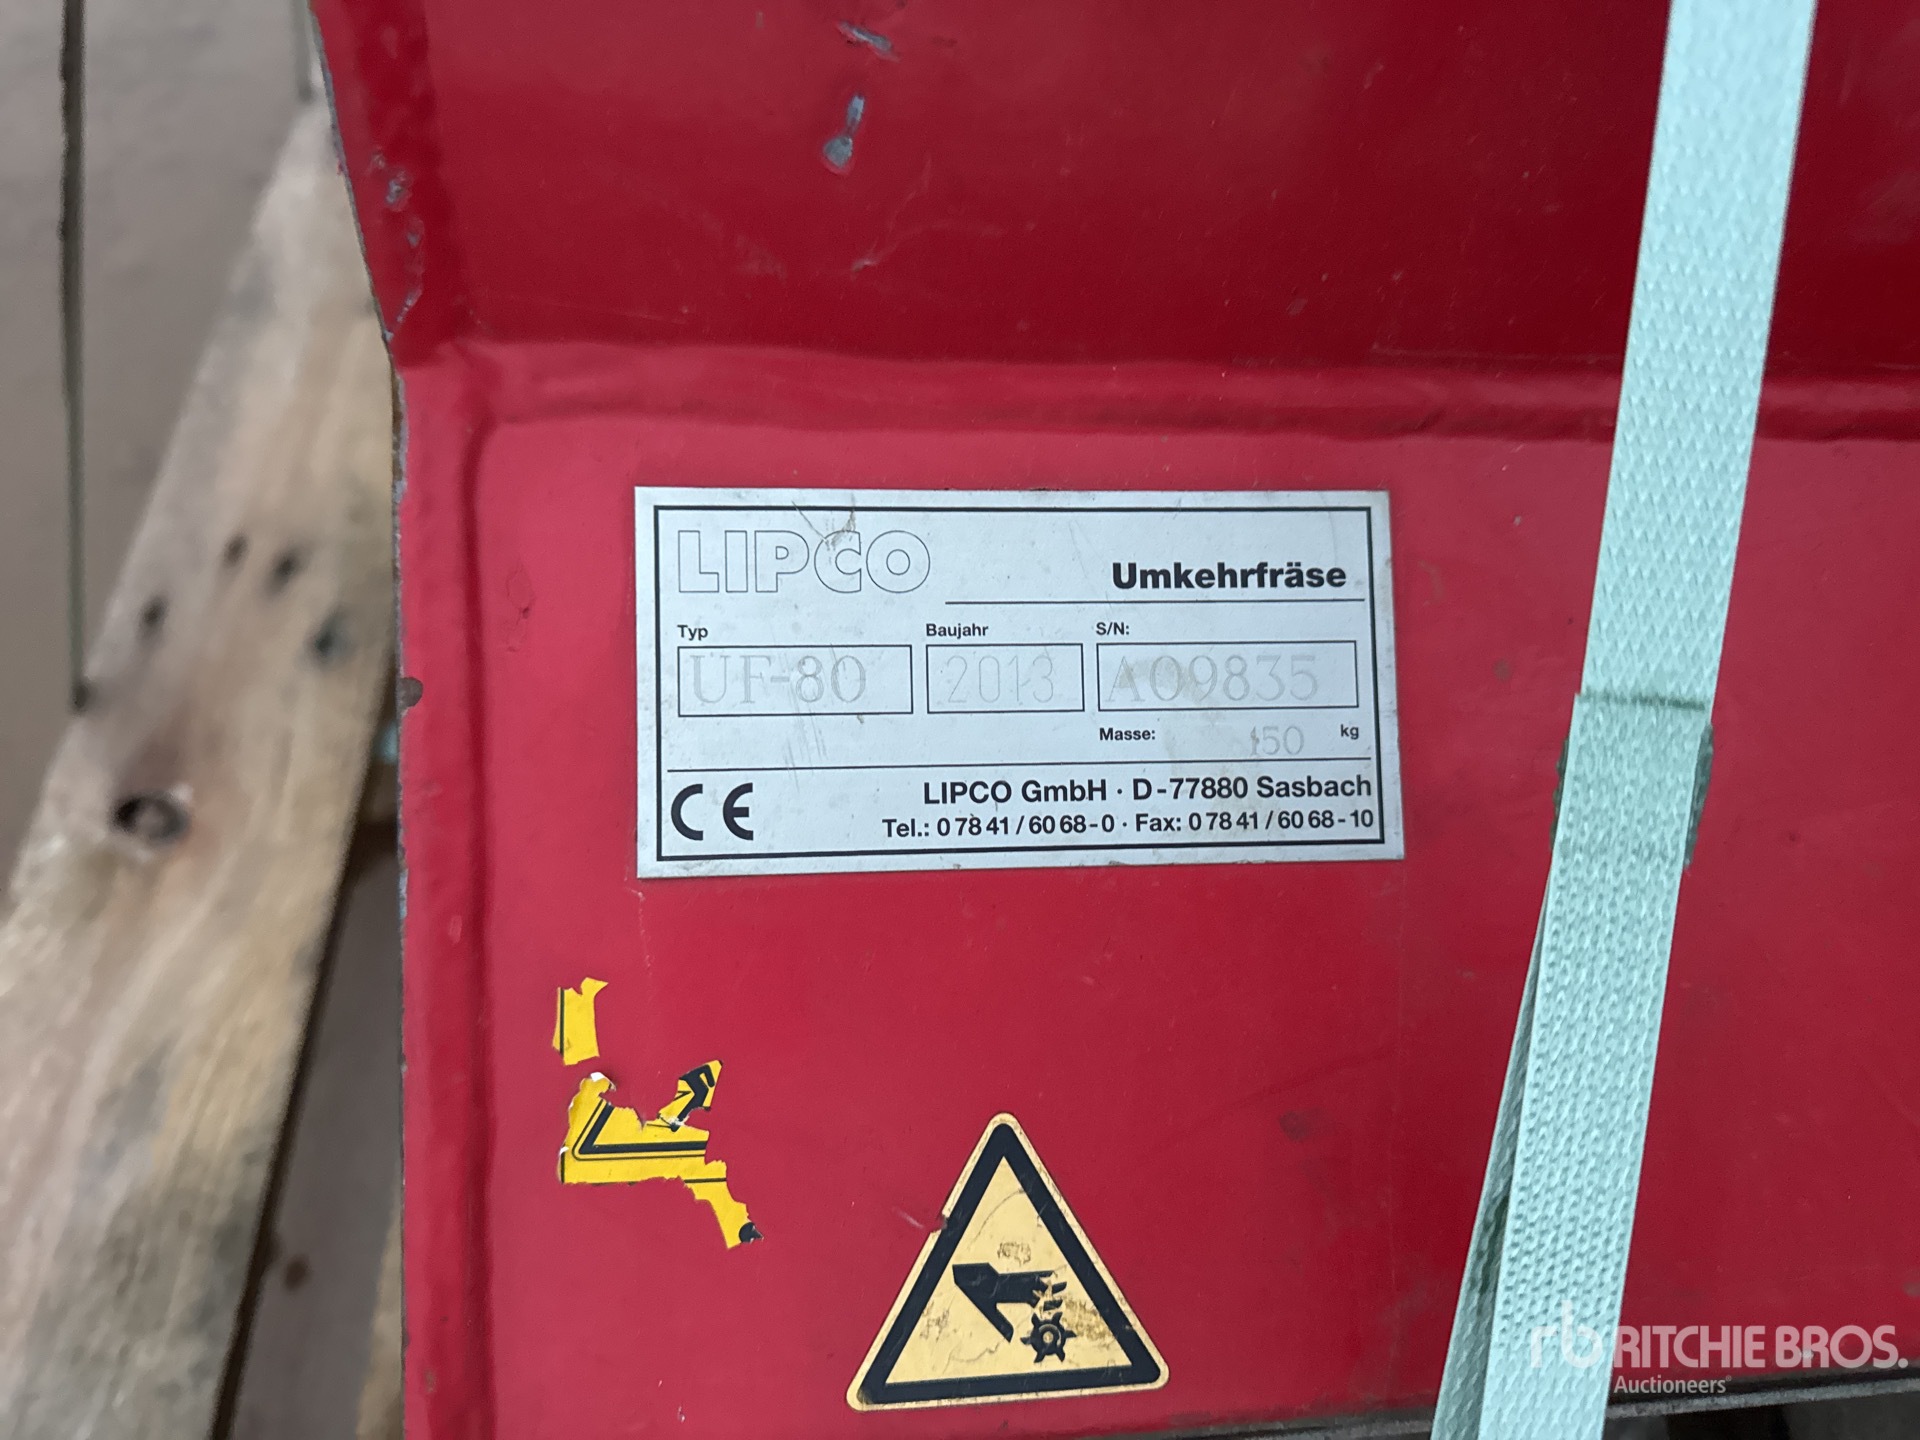 LIPCO
Umkehrfräse
Typ Baujahr S/N:
UF-80 2013 A09835
Masse: 150 kg
CE LIPCO GmbH · D-77880 Sasbach
Tel.: 0 78 41 / 60 68-0 · Fax: 0 78 41 / 60 68-10
rb RITCHIE BROS.
Auctioneers